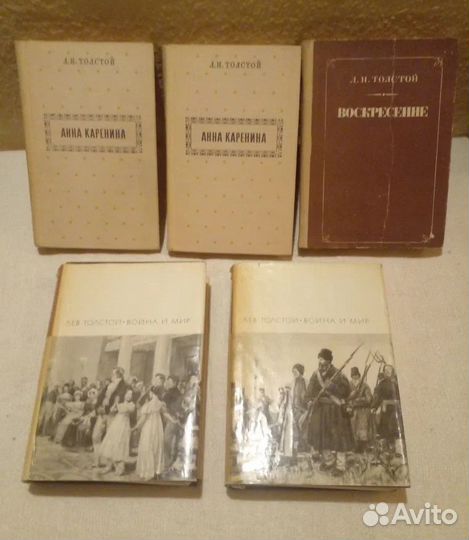 Л.Н. ТОЛСТОЙ
АННА КАРЕНИНА
Л.Н. ТОЛСТОЙ
АННА КАРЕНИНА
Л.Н. ТОЛСТОЙ
ВОСКРЕСЕНИЕ
ЛЕВ ТОЛСТОЙ • ВОЙНА И МИР
ЛЕВ ТОЛСТОЙ • ВОЙНА И МИР
Avito